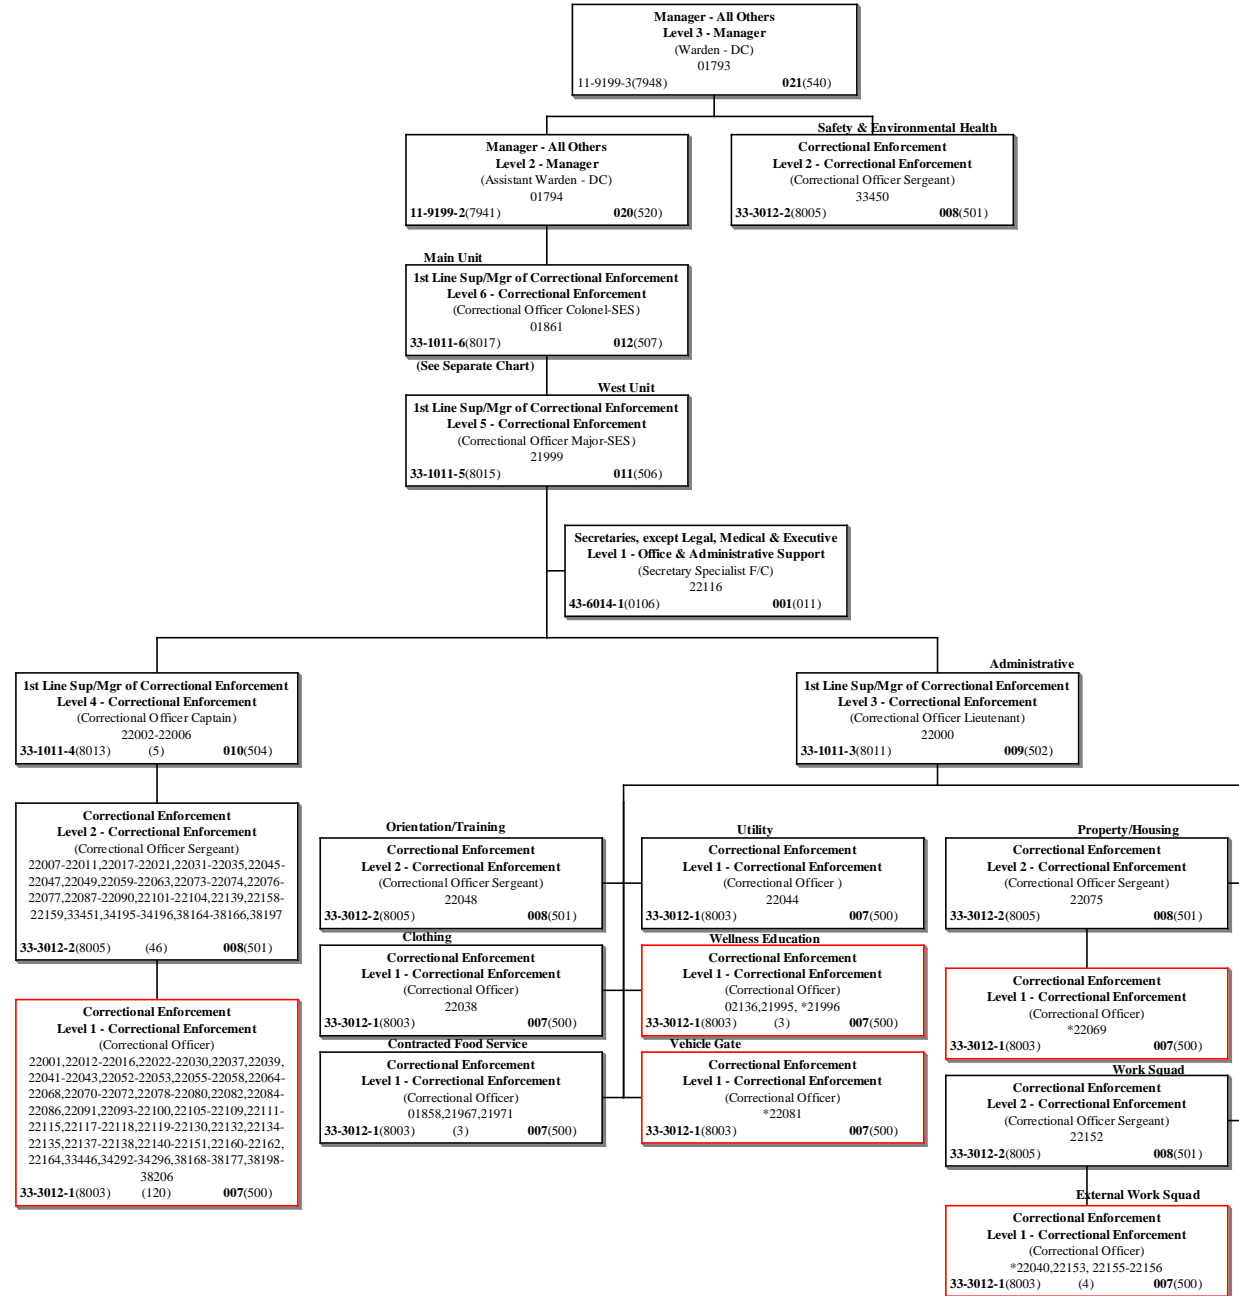 Manager - All Others
Level 3 - Manager
(Warden - DC)
01793
11-9199-3(7948) 021(540)
Safety & Environmental Health
Manager - All Others
Level 2 - Manager
(Assistant Warden - DC)
01794
11-9199-2(7941) 020(520)
Correctional Enforcement
Level 2 - Correctional Enforcement
(Correctional Officer Sergeant)
33450
33-3012-2(8005) 008(501)
Main Unit
1st Line Sup/Mgr of Correctional Enforcement
Level 6 - Correctional Enforcement
(Correctional Officer Colonel-SES)
01861
33-1011-6(8017) 012(507)
(See Separate Chart)
West Unit
1st Line Sup/Mgr of Correctional Enforcement
Level 5 - Correctional Enforcement
(Correctional Officer Major-SES)
21999
33-1011-5(8015) 011(506)
Secretaries, except Legal, Medical & Executive
Level 1 - Office & Administrative Support
(Secretary Specialist F/C)
22116
43-6014-1(0106) 001(011)
1st Line Sup/Mgr of Correctional Enforcement
Level 4 - Correctional Enforcement
(Correctional Officer Captain)
22002-22006
33-1011-4(8013) (5) 010(504)
Administrative
1st Line Sup/Mgr of Correctional Enforcement
Level 3 - Correctional Enforcement
(Correctional Officer Lieutenant)
22000
33-1011-3(8011) 009(502)
Correctional Enforcement
Level 2 - Correctional Enforcement
(Correctional Officer Sergeant)
22007-22011,22017-22021,22031-22035,22045-
22047,22049,22059-22063,22073-22074,22076-
22077,22087-22090,22101-22104,22139,22158-
22159,33451,34195-34196,38164-38166,38197
33-3012-2(8005) (46) 008(501)
Correctional Enforcement
Level 1 - Correctional Enforcement
(Correctional Officer)
22001,22012-22016,22022-22030,22037,22039,
22041-22043,22052-22053,22055-22058,22064-
22068,22070-22072,22078-22080,22082,22084-
22086,22091,22093-22100,22105-22109,22111-
22115,22117-22118,22119-22130,22132,22134-
22135,22137-22138,22140-22151,22160-22162,
22164,33446,34292-34296,38168-38177,38198-
38206
33-3012-1(8003) (120) 007(500)
Orientation/Training
Correctional Enforcement
Level 2 - Correctional Enforcement
(Correctional Officer Sergeant)
22048
33-3012-2(8005) 008(501)
Clothing
Correctional Enforcement
Level 1 - Correctional Enforcement
(Correctional Officer)
22038
33-3012-1(8003) 007(500)
Contracted Food Service
Correctional Enforcement
Level 1 - Correctional Enforcement
(Correctional Officer)
01858,21967,21971
33-3012-1(8003) (3) 007(500)
Utility
Correctional Enforcement
Level 1 - Correctional Enforcement
(Correctional Officer )
22044
33-3012-1(8003) 007(500)
Wellness Education
Correctional Enforcement
Level 1 - Correctional Enforcement
(Correctional Officer)
02136,21995, *21996
33-3012-1(8003) (3) 007(500)
Vehicle Gate
Correctional Enforcement
Level 1 - Correctional Enforcement
(Correctional Officer)
*22081
33-3012-1(8003) 007(500)
Property/Housing
Correctional Enforcement
Level 2 - Correctional Enforcement
(Correctional Officer Sergeant)
22075
33-3012-2(8005) 008(501)
Correctional Enforcement
Level 1 - Correctional Enforcement
(Correctional Officer)
*22069
33-3012-1(8003) 007(500)
Work Squad
Correctional Enforcement
Level 2 - Correctional Enforcement
(Correctional Officer Sergeant)
22152
33-3012-2(8005) 008(501)
External Work Squad
Correctional Enforcement
Level 1 - Correctional Enforcement
(Correctional Officer)
*22040,22153, 22155-22156
33-3012-1(8003) (4) 007(500)